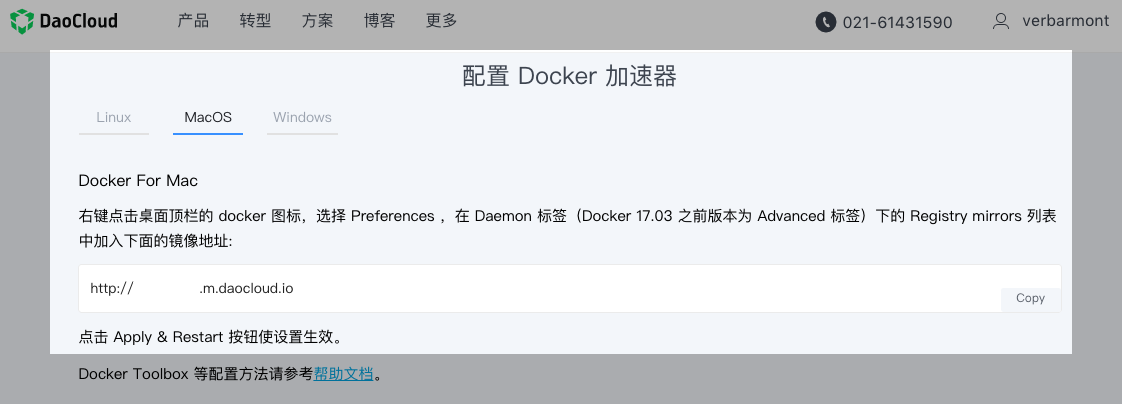 DaoCloud 产品 转型 方案 博客 更多 021-61431590 verbarmont
配置 Docker 加速器
Linux MacOS Windows
Docker For Mac
右键点击桌面顶栏的 docker 图标，选择 Preferences ，在 Daemon 标签（Docker 17.03 之前版本为 Advanced 标签）下的 Registry mirrors 列表
中加入下面的镜像地址:
http:// .m.daocloud.io
Copy
点击 Apply & Restart 按钮使设置生效。
Docker Toolbox 等配置方法请参考帮助文档。